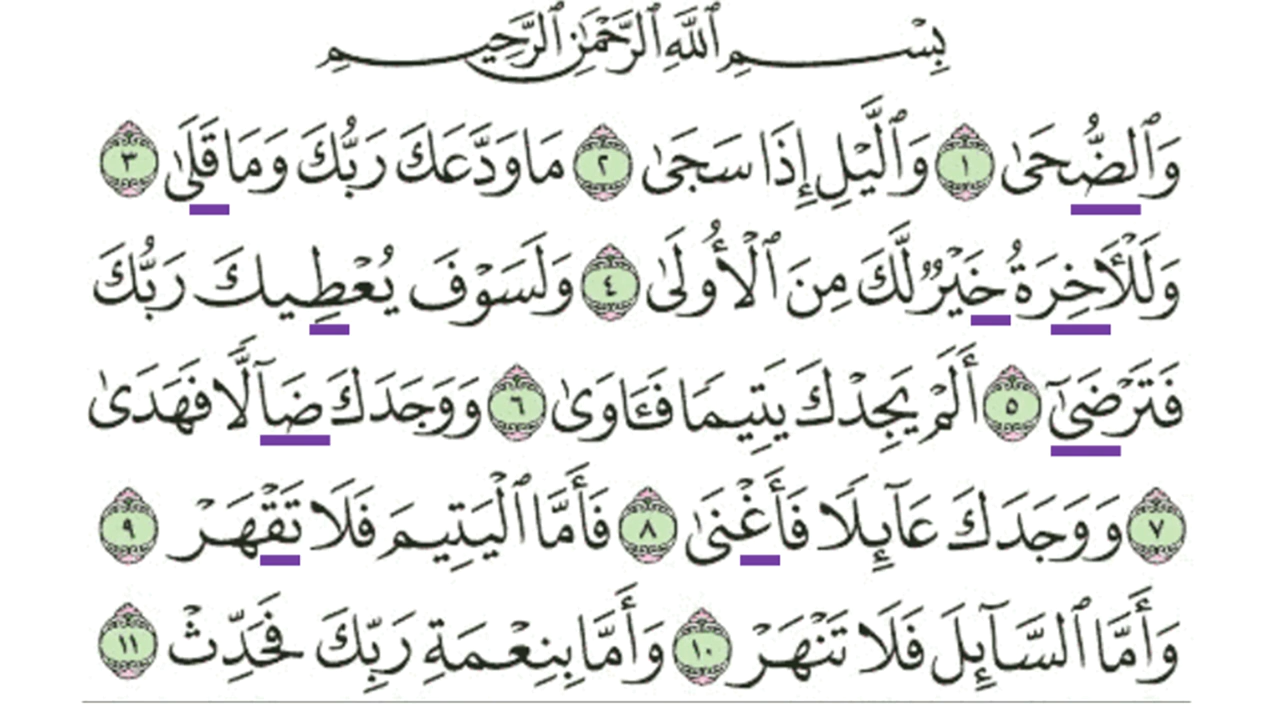 بِسْمِ ٱللَّهِ ٱلرَّحْمَٰنِ ٱلرَّحِيمِ
وَٱلضُّحَىٰ ١ وَٱلَّيْلِ إِذَا سَجَىٰ ٢ مَا وَدَّعَكَ رَبُّكَ وَمَا قَلَىٰ ٣
وَلَلْـَٔاخِرَةُ خَيْرٌ لَّكَ مِنَ ٱلْأُولَىٰ ٤ وَلَسَوْفَ يُعْطِيكَ رَبُّكَ
فَتَرْضَىٰٓ ٥ أَلَمْ يَجِدْكَ يَتِيمًا فَـَٔاوَىٰ ٦ وَوَجَدَكَ ضَآلًّا فَهَدَىٰ
٧ وَوَجَدَكَ عَآئِلًا فَأَغْنَىٰ ٨ فَأَمَّا ٱلْيَتِيمَ فَلَا تَقْهَرْ ٩
وَأَمَّا ٱلسَّآئِلَ فَلَا تَنْهَرْ ١٠ وَأَمَّا بِنِعْمَةِ رَبِّكَ فَحَدِّثْ ١١